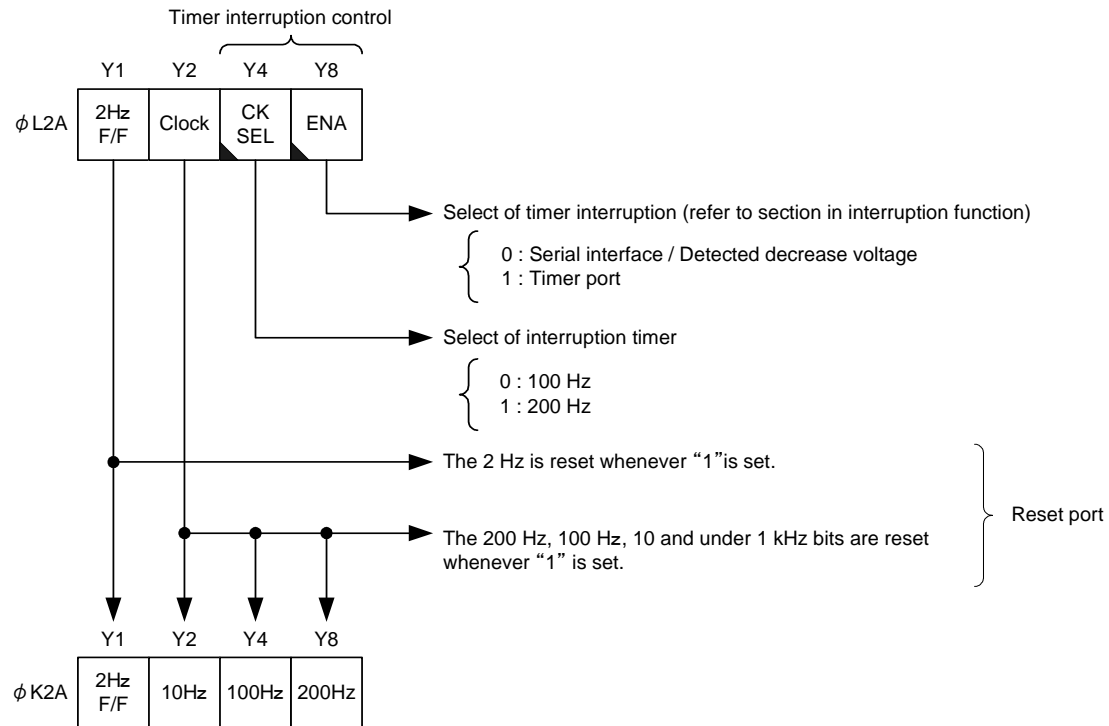 Timer interruption control
Y1 Y2 Y4 Y8
ϕL2A
2Hz
F/F
Clock
CK
SEL
ENA
Select of timer interruption (refer to section in interruption function)
0 : Serial interface / Detected decrease voltage
1 : Timer port
Select of interruption timer
0 : 100 Hz
1 : 200 Hz
The 2 Hz is reset whenever “1”is set.
The 200 Hz, 100 Hz, 10 and under 1 kHz bits are reset
whenever “1” is set.
Reset port
Y1 Y2 Y4 Y8
ϕK2A
2Hz
F/F
10Hz
100Hz
200Hz